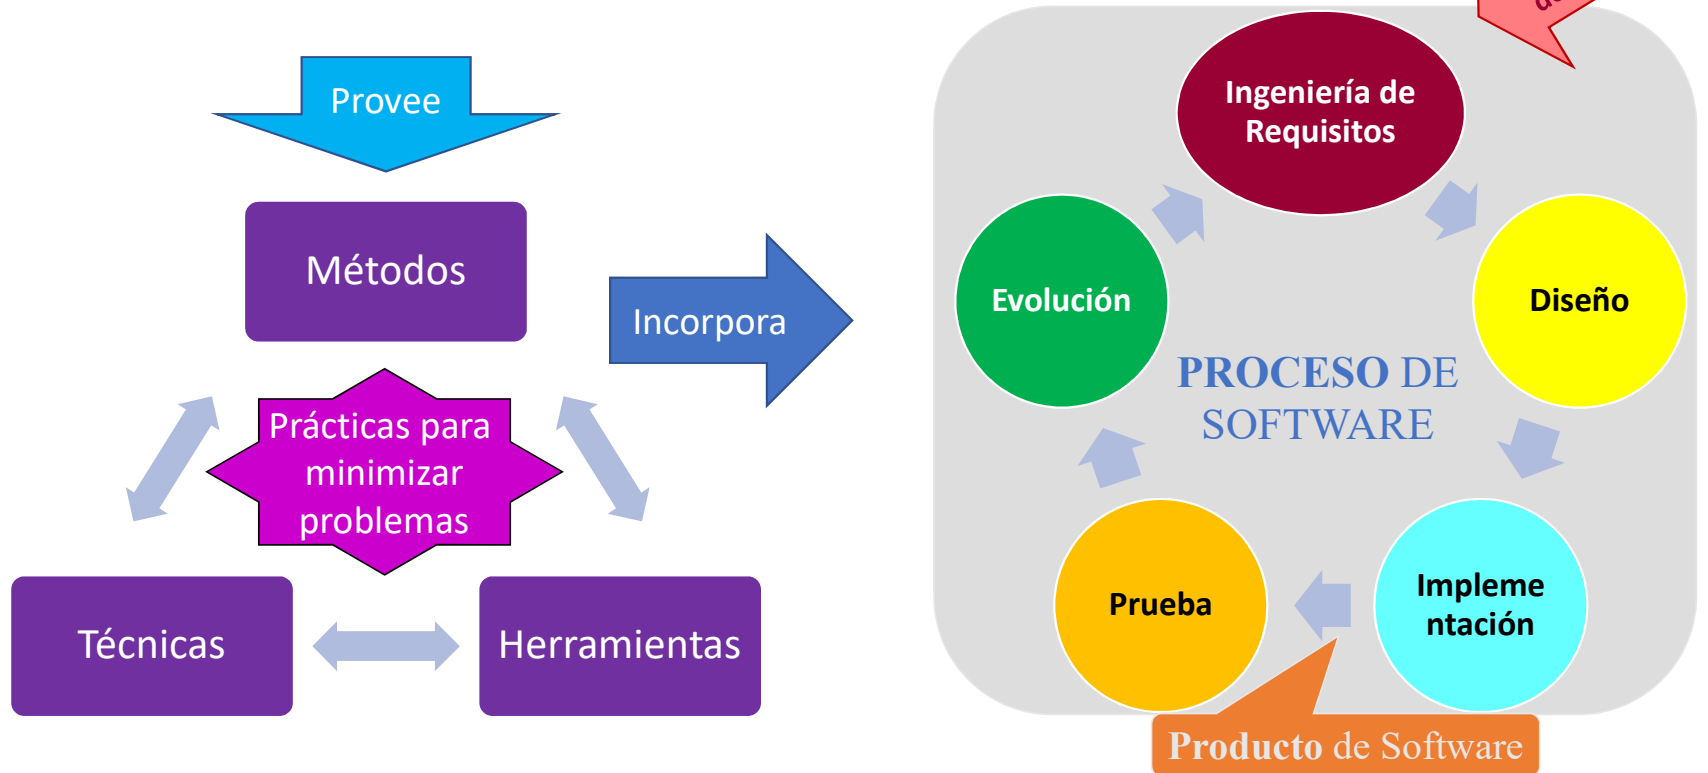 Provee
Métodos
Prácticas para
minimizar
problemas
Técnicas
Herramientas
Incorpora
Ingeniería de
Requisitos
Evolución
Diseño
PROCESO DE
SOFTWARE
Prueba
Impleme
ntación
Producto de Software